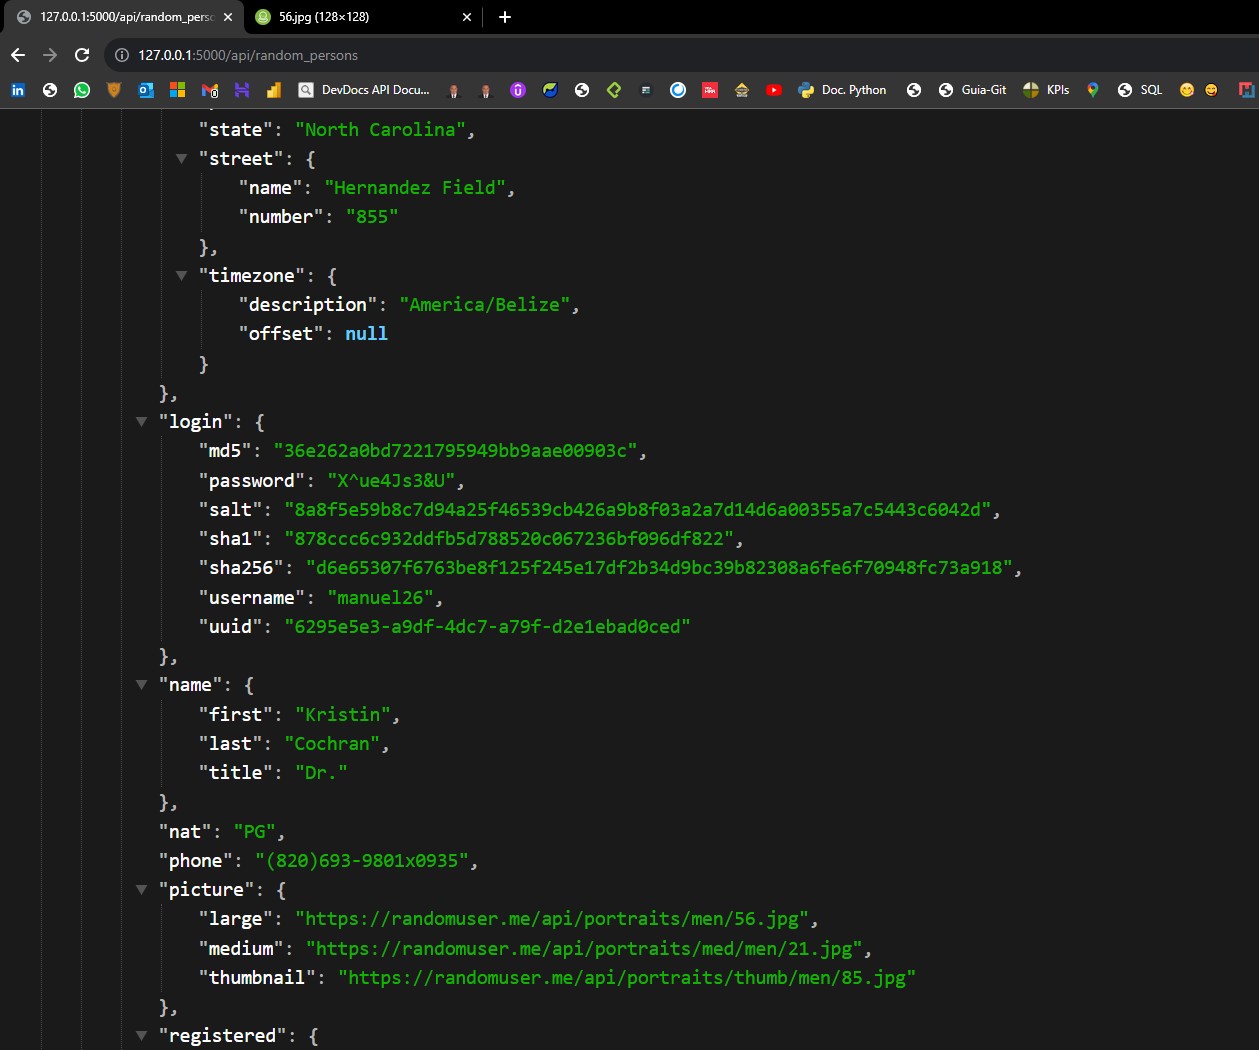 127.0.0.1:5000/api/random_perso
56.jpg (128×128)
127.0.0.1:5000/api/random_persons
DevDocs API Docu...
Doc. Python
Guia-Git
KPIs
SQL
"state": "North Carolina",
"street": {
"name": "Hernandez Field",
"number": "855"
},
"timezone": {
"description": "America/Belize",
"offset": null
}
},
"login": {
"md5": "36e262a0bd7221795949bb9aae00903c",
"password": "X^ue4Js3&U",
"salt": "8a8f5e59b8c7d94a25f46539cb426a9b8f03a2a7d14d6a00355a7c5443c6042d",
"sha1": "878ccc6c932ddfb5d788520c067236bf096df822",
"sha256": "d6e65307f6763be8f125f245e17df2b34d9bc39b82308a6fe6f70948fc73a918",
"username": "manuel26",
"uuid": "6295e5e3-a9df-4dc7-a79f-d2e1ebad0ced"
},
"name": {
"first": "Kristin",
"last": "Cochran",
"title": "Dr."
},
"nat": "PG",
"phone": "(820)693-9801x0935",
"picture": {
"large": "https://randomuser.me/api/portraits/men/56.jpg",
"medium": "https://randomuser.me/api/portraits/med/men/21.jpg",
"thumbnail": "https://randomuser.me/api/portraits/thumb/men/85.jpg"
},
"registered": {